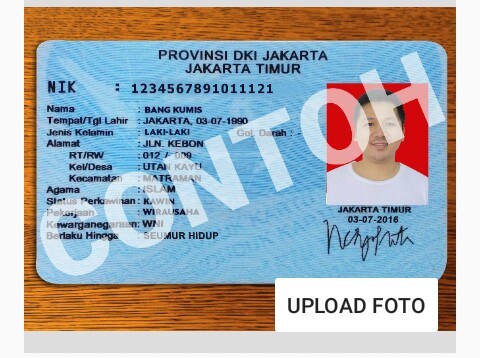 PROVINSI DKI JAKARTA
JAKARTA TIMUR
NIK : 1234567891011121
Nama : BANG KUMIS
Tempat/Tgl Lahir : JAKARTA, 03-07-1990
Jenis Kelamin : LAKI-LAKI Gol. Darah : -
Alamat : JLN. KEBON
RT/RW : 012 / 009
Kel/Desa : UTAN KAYU
Kecamatan : MATRAMAN
Agama : ISLAM
Status Perkawinan : KAWIN
Pekerjaan : WIRAUSAHA
Kewarganegaraan : WNI
Berlaku Hingga : SEUMUR HIDUP
JAKARTA TIMUR
03-07-2016
CONTOH
UPLOAD FOTO